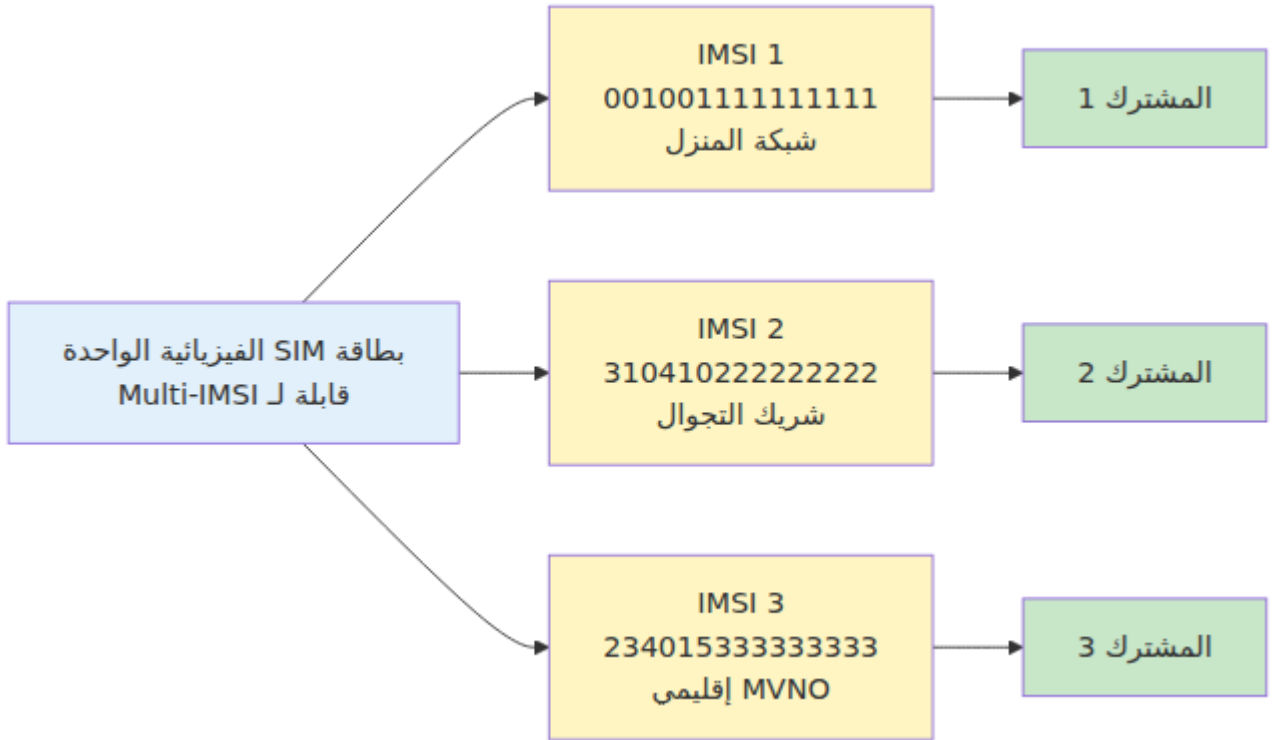 IMSI 1
001001111111111
شبكة المنزل
المشترك 1
بطاقة SIM الفيزيائية الواحدة
قابلة لـ Multi-IMSI
IMSI 2
310410222222222
شريك التجوال
المشترك 2
IMSI 3
234015333333333
MVNO إقليمي
المشترك 3